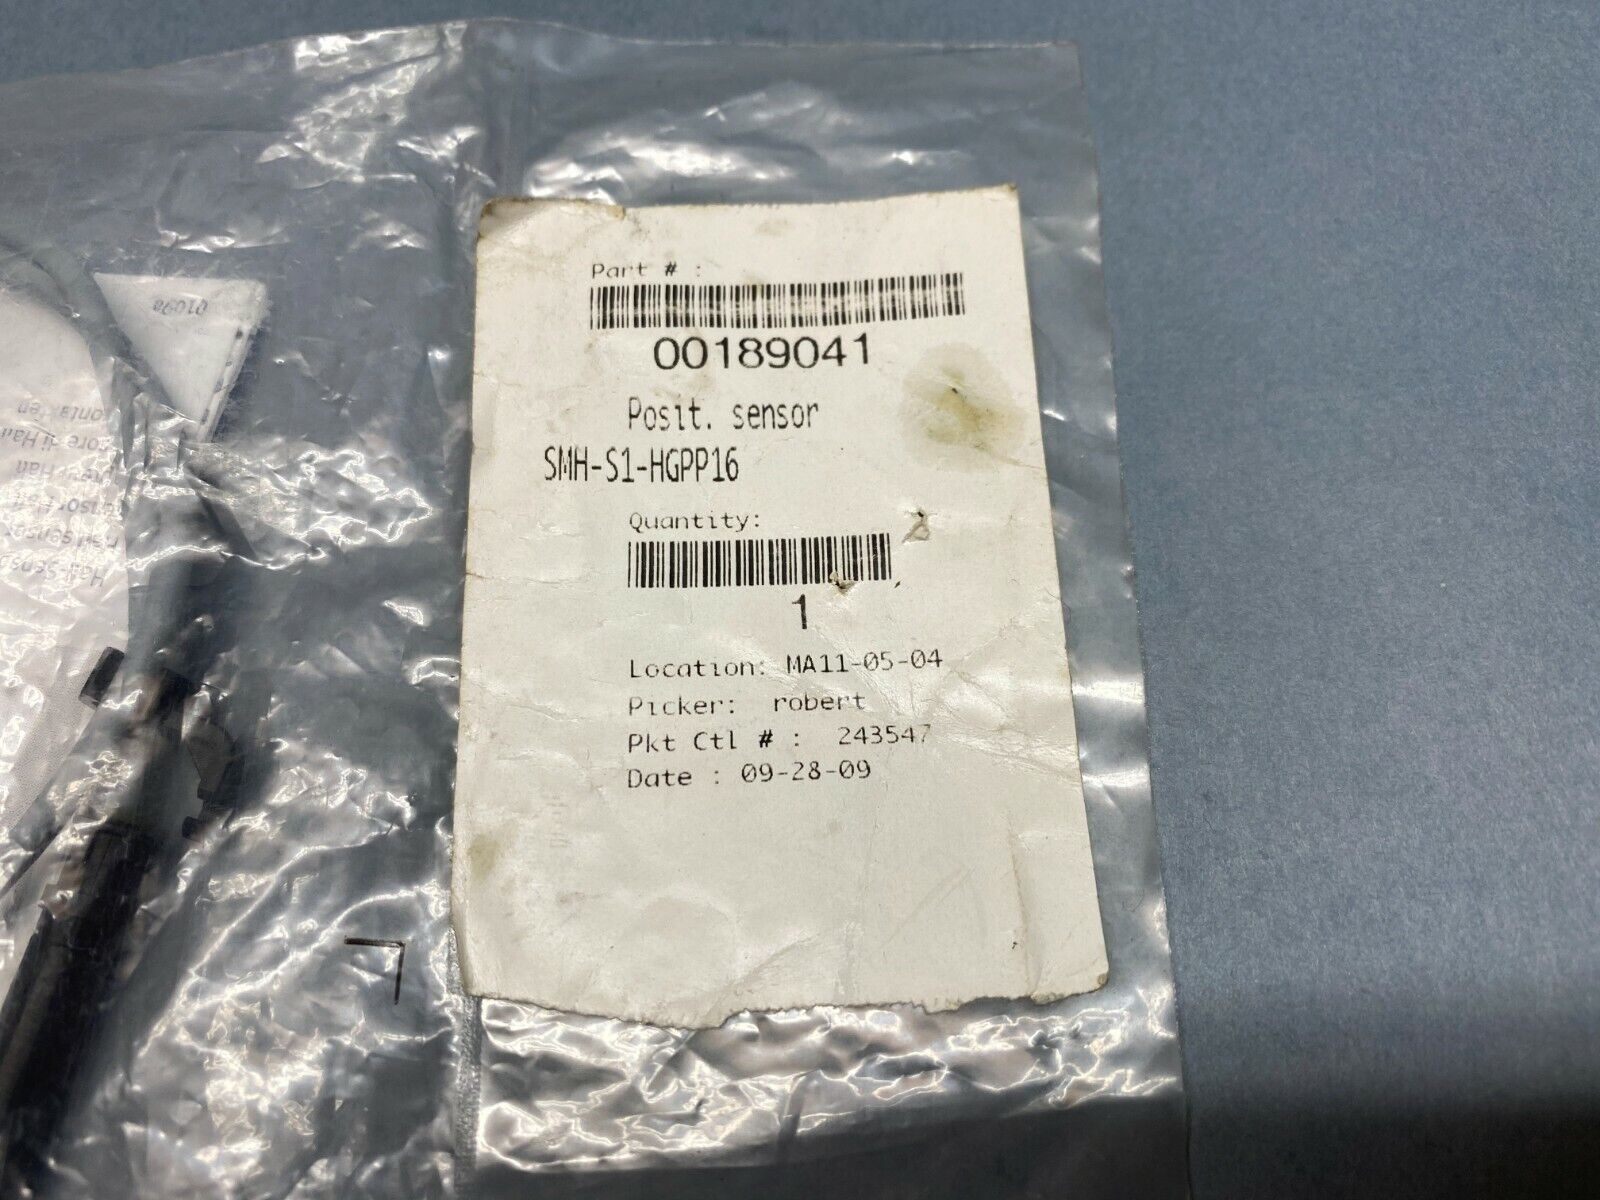 Part # :
00189041
Posit. sensor
SMH-S1-HGPP16
Quantity:
1
Location: MA11-05-04
Picker: robert
Pkt Ctl # : 243547
Date : 09-28-09